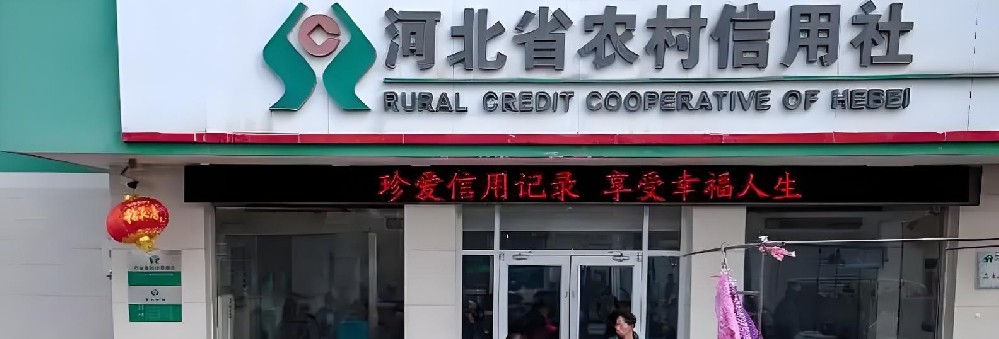 河北省农村信用社
RURAL CREDIT COOPERATIVE OF HEBEI
珍爱信用记录 享受幸福人生